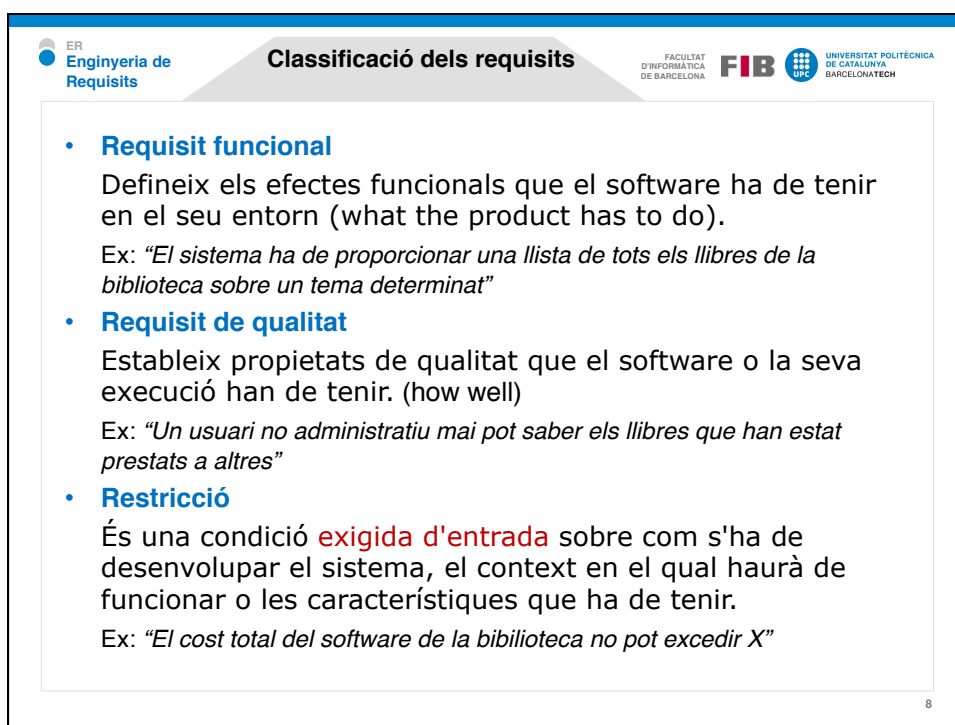 ER
Enginyeria de
Requisits
Classificació dels requisits
FACULTAT
D'INFORMÀTICA
DE BARCELONA
FIB
UPC
UNIVERSITAT POLITÈCNICA
DE CATALUNYA
BARCELONATECH
• Requisit funcional
Defineix els efectes funcionals que el software ha de tenir
en el seu entorn (what the product has to do).
Ex: “El sistema ha de proporcionar una llista de tots els llibres de la
biblioteca sobre un tema determinat”
• Requisit de qualitat
Estableix propietats de qualitat que el software o la seva
execució han de tenir. (how well)
Ex: “Un usuari no administratiu mai pot saber els llibres que han estat
prestats a altres”
• Restricció
És una condició exigida d'entrada sobre com s'ha de
desenvolupar el sistema, el context en el qual haurà de
funcionar o les característiques que ha de tenir.
Ex: “El cost total del software de la bibilioteca no pot excedir X”
8